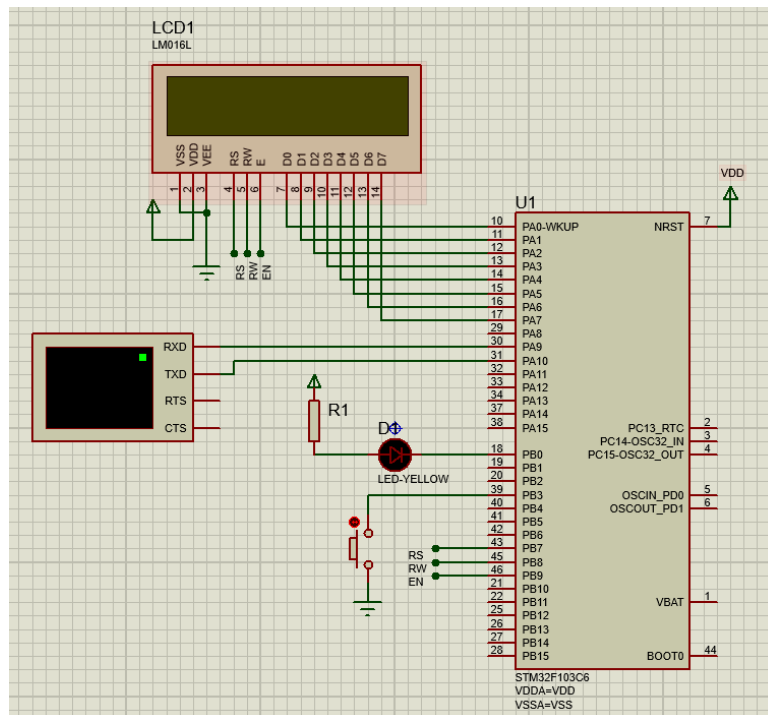 LCD1
LM016L
VSS
VDD
VEE
RS
RW
E
D0
D1
D2
D3
D4
D5
D6
D7
1
2
3
4
5
6
7
8
9
10
11
12
13
14
RS
RW
EN
VDD
U1
10 PA0-WKUP NRST 7
11 PA1
12 PA2
13 PA3
14 PA4
15 PA5
16 PA6
17 PA7
29 PA8
30 PA9
31 PA10
32 PA11
33 PA12
34 PA13
37 PA14
38 PA15 PC13_RTC 2
PC14-OSC32_IN 3
18 PB0 PC15-OSC32_OUT 4
19 PB1
20 PB2
39 PB3 OSCIN_PD0 5
40 PB4 OSCOUT_PD1 6
41 PB5
42 PB6
43 PB7
45 PB8
46 PB9
21 PB10
22 PB11 VBAT 1
25 PB12
26 PB13
27 PB14
28 PB15 BOOT0 44
STM32F103C6
VDDA=VDD
VSSA=VSS
RXD
TXD
RTS
CTS
R1
LED-YELLOW
RS
RW
EN